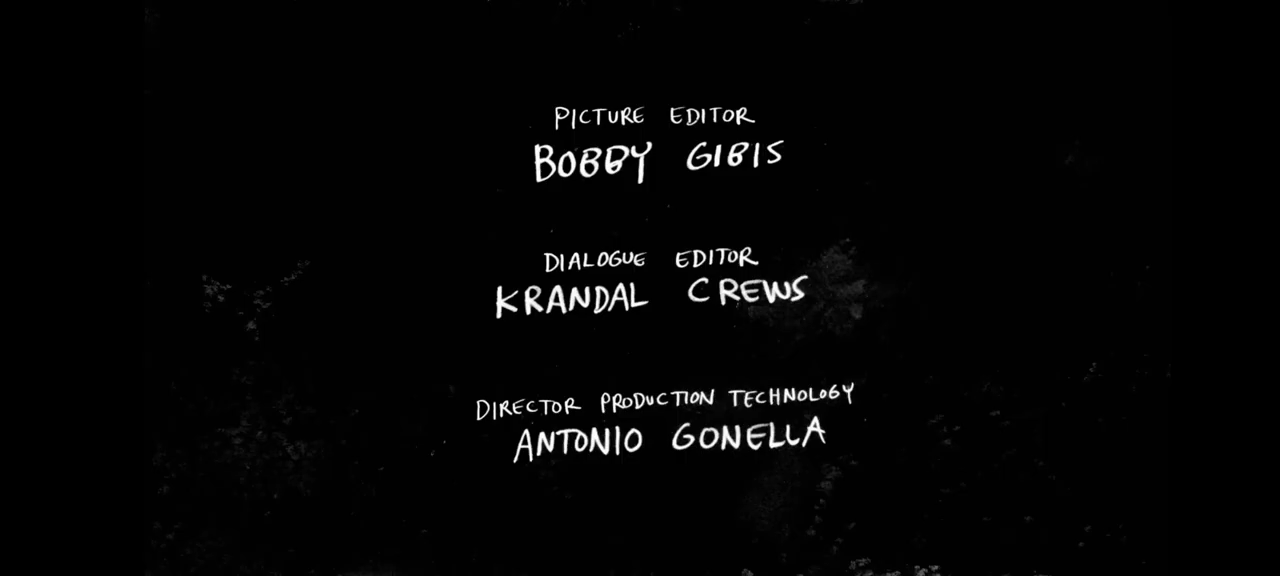 PICTURE EDITOR
BOBBY GIBIS
DIALOGUE EDITOR
KRANDAL CREWS
DIRECTOR PRODUCTION TECHNOLOGY
ANTONIO GONELLA